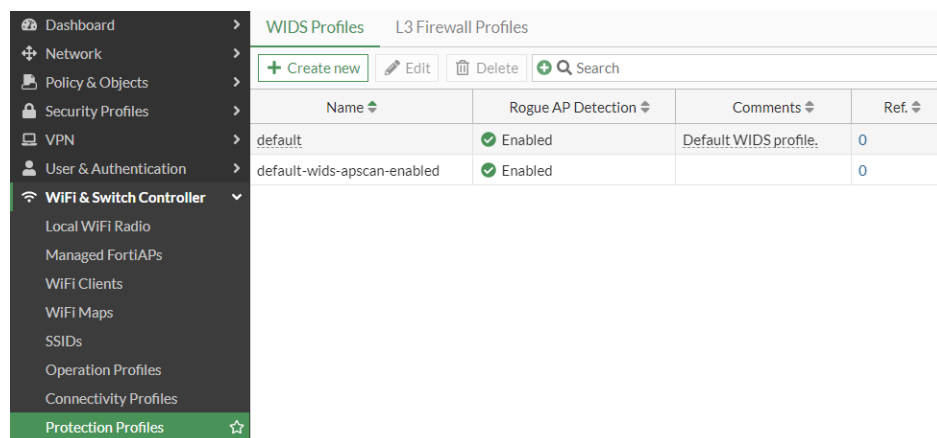 Dashboard
Network
Policy & Objects
Security Profiles
VPN
User & Authentication
WiFi & Switch Controller
Local WiFi Radio
Managed FortiAPs
WiFi Clients
WiFi Maps
SSIDs
Operation Profiles
Connectivity Profiles
Protection Profiles
WIDS Profiles L3 Firewall Profiles
+ Create new Edit Delete Search
Name Rogue AP Detection Comments Ref.
default Enabled Default WIDS profile. 0
default-wids-apscan-enabled Enabled 0